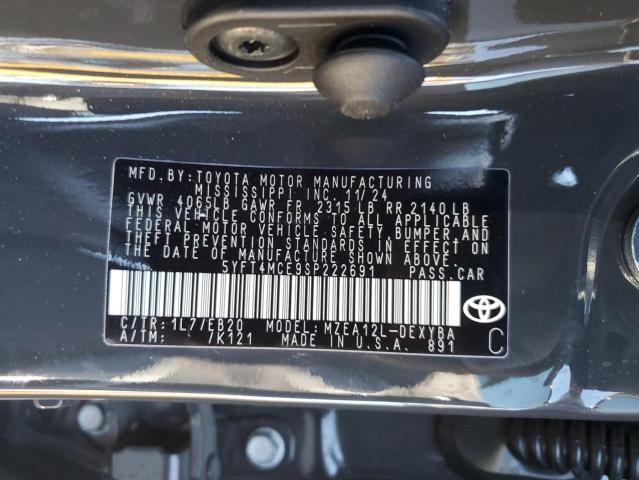 MFD.BY:TOYOTA MOTOR MANUFACTURING
MISSISSIPPI,INC. 11/24
GVWR 4065LB GAWR FR 2315 LB RR 2140 LB
THIS VEHICLE CONFORMS TO ALL APPLICABLE
FEDERAL MOTOR VEHICLE SAFETY, BUMPER AND
THEFT PREVENTION STANDARDS IN EFFECT ON
THE DATE OF MANUFACTURE SHOWN ABOVE.
5YFT4MCE9SP222691 PASS.CAR
C/TR: 1L7/EB20 MODEL: MZEA12L-DEXYBA
A/TM: 7K121 MADE IN U.S.A. 891
C